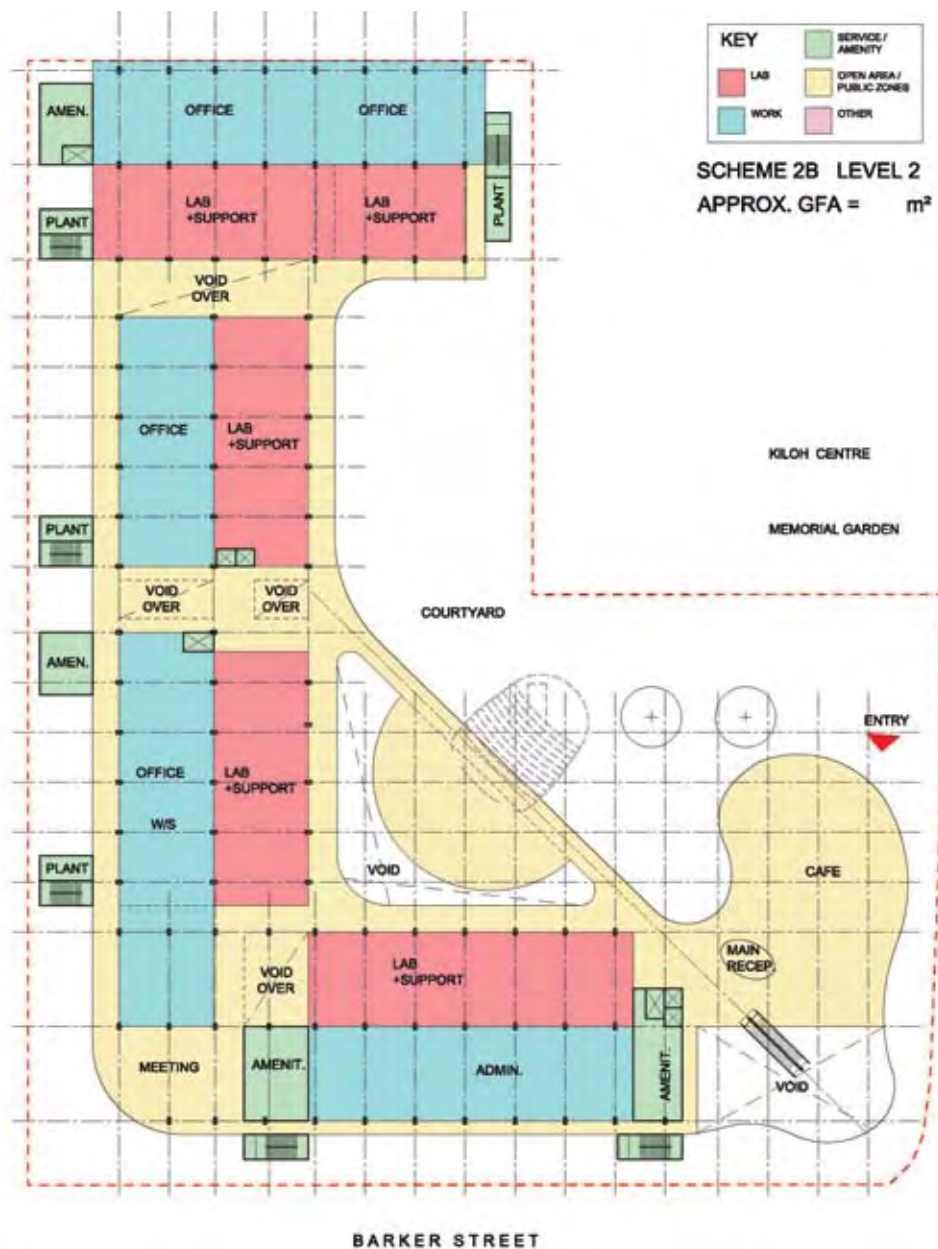 KEY
SERVICE /
AMENITY
LAB
OPEN AREA /
PUBLIC ZONES
WORK
OTHER
SCHEME 2B LEVEL 2
APPROX. GFA = m²
AMEN.
OFFICE
OFFICE
PLANT
LAB
+SUPPORT
LAB
+SUPPORT
PLANT
VOID
OVER
OFFICE
LAB
+SUPPORT
KILOH CENTRE
MEMORIAL GARDEN
PLANT
VOID
OVER
VOID
OVER
COURTYARD
AMEN.
ENTRY
OFFICE
LAB
+SUPPORT
W/S
PLANT
VOID
CAFE
MAIN
RECEP.
LAB
+SUPPORT
VOID
OVER
MEETING
AMENIT.
ADMIN.
AMENIT.
VOID
BARKER STREET